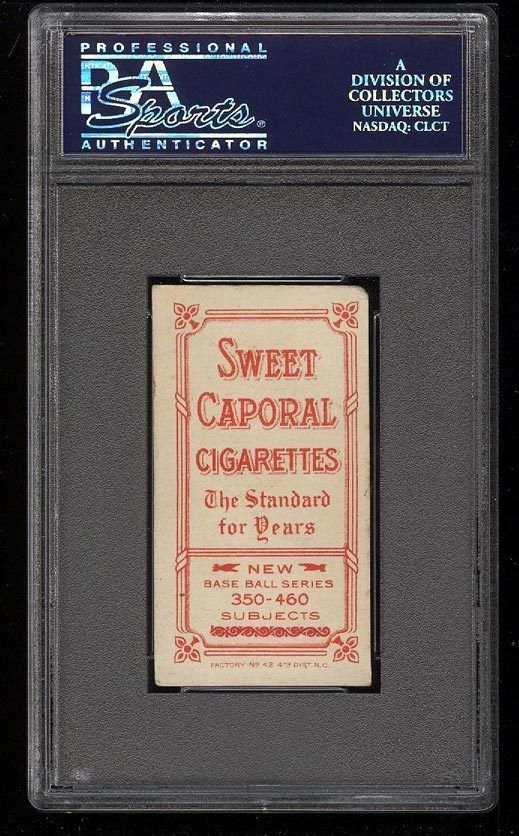 PROFESSIONAL
PSA
Sports®
AUTHENTICATOR
A
DIVISION OF
COLLECTORS
UNIVERSE
NASDAQ: CLCT
SWEET
CAPORAL
CIGARETTES
The Standard
for Years
NEW
BASE BALL SERIES
350-460
SUBJECTS
FACTORY No 42 4TH DIST. N.C.